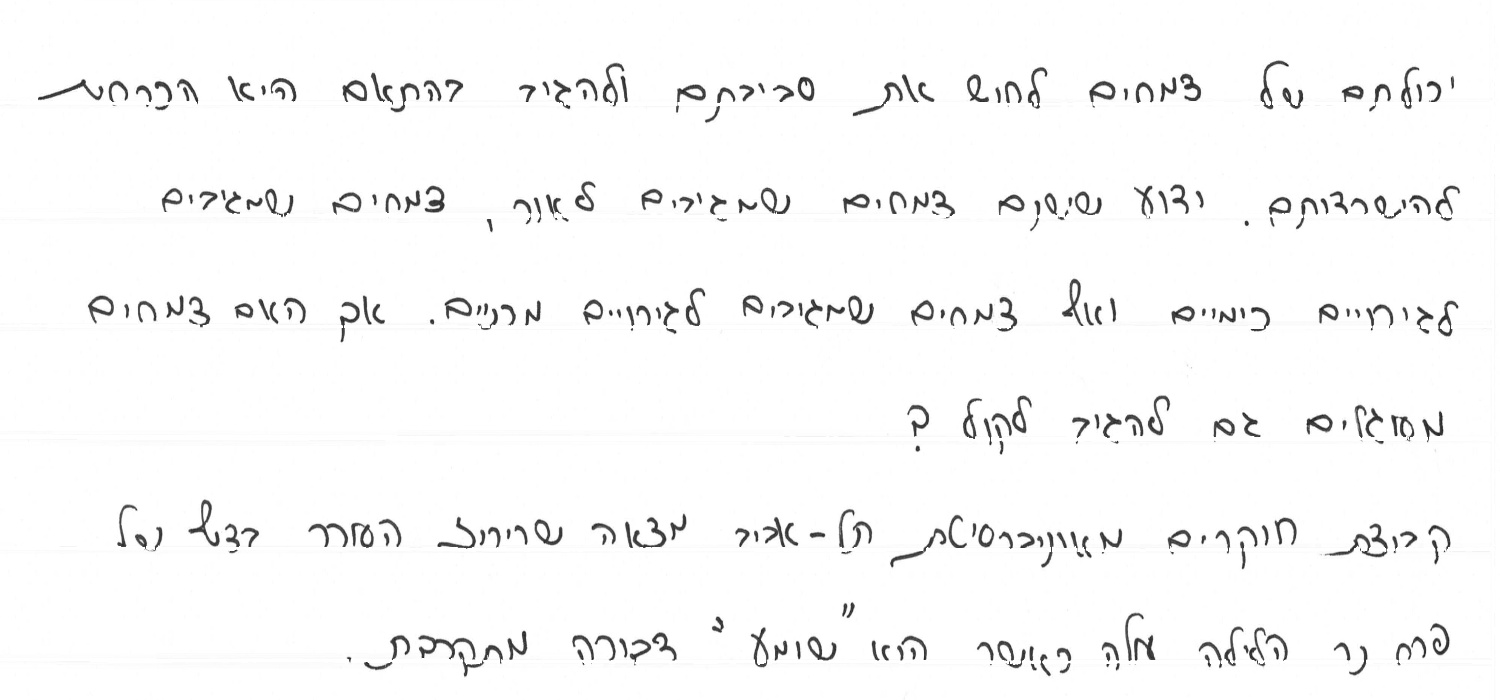 יכולתם של צמחים לחוש את סביבתם ולהגיב בהתאם היא הכרחית
להישרדותם. ידוע שישנם צמחים שמגיבים לאור, צמחים שמגיבים
לגירויים כימיים ואף צמחים שמגיבים לגירויים מכניים. אך האם צמחים
מסוגלים גם להגיב לקול?
קבוצת חוקרים מאוניברסיטת תל-אביב מצאה שריכוז הסוכר בצוף של
פרח נר הלילה עולה כאשר הוא "שומע" דבורה מתקרבת.